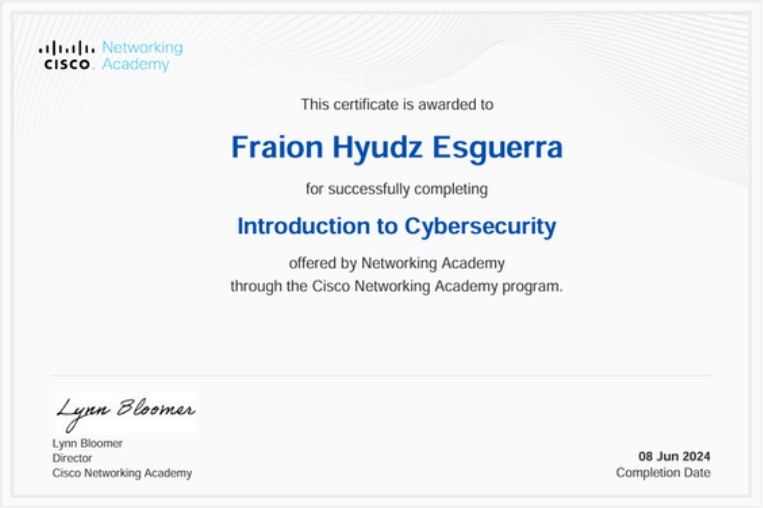 CISCO Networking Academy
This certificate is awarded to
Fraion Hyudz Esguerra
for successfully completing
Introduction to Cybersecurity
offered by Networking Academy
through the Cisco Networking Academy program.
Lynn Bloomer
Lynn Bloomer
Director
Cisco Networking Academy
08 Jun 2024
Completion Date